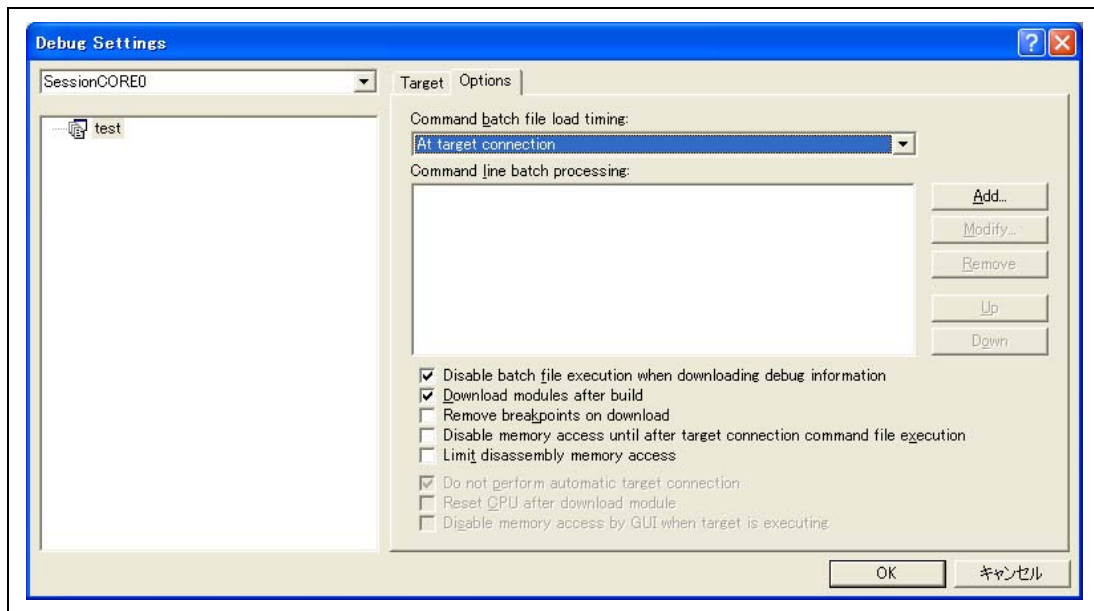 Debug Settings
SessionCORE0
Target Options
test
Command batch file load timing:
At target connection
Command line batch processing:
Add...
Modify...
Remove
Up
Down
Disable batch file execution when downloading debug information
Download modules after build
Remove breakpoints on download
Disable memory access until after target connection command file execution
Limit disassembly memory access
Do not perform automatic target connection
Reset CPU after download module
Disable memory access by GUI when target is executing
OK キャンセル